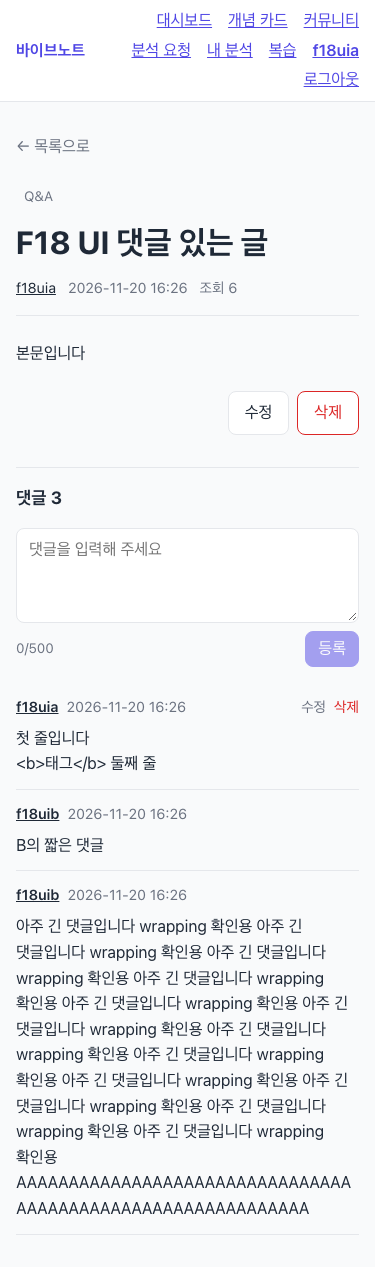 대시보드 개념 카드 커뮤니티
바이브노트 분석 요청 내 분석 복습 f18uia
로그아웃
← 목록으로
Q&A
F18 UI 댓글 있는 글
f18uia 2026-11-20 16:26 조회 6
본문입니다
수정 삭제
댓글 3
댓글을 입력해 주세요
0/500 등록
f18uia 2026-11-20 16:26 수정 삭제
첫 줄입니다
<b>태그</b> 둘째 줄
f18uib 2026-11-20 16:26
B의 짧은 댓글
f18uib 2026-11-20 16:26
아주 긴 댓글입니다 wrapping 확인용 아주 긴
댓글입니다 wrapping 확인용 아주 긴 댓글입니다
wrapping 확인용 아주 긴 댓글입니다 wrapping
확인용 아주 긴 댓글입니다 wrapping 확인용 아주 긴
댓글입니다 wrapping 확인용 아주 긴 댓글입니다
wrapping 확인용 아주 긴 댓글입니다 wrapping
확인용 아주 긴 댓글입니다 wrapping 확인용 아주 긴
댓글입니다 wrapping 확인용 아주 긴 댓글입니다
wrapping 확인용 아주 긴 댓글입니다 wrapping
확인용
AAAAAAAAAAAAAAAAAAAAAAAAAAAAAAAA
AAAAAAAAAAAAAAAAAAAAAAAAAAAA